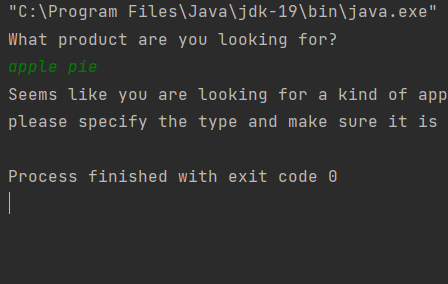 "C:\Program Files\Java\jdk-19\bin\java.exe"
What product are you looking for?
apple pie
Seems like you are looking for a kind of app
please specify the type and make sure it is
Process finished with exit code 0